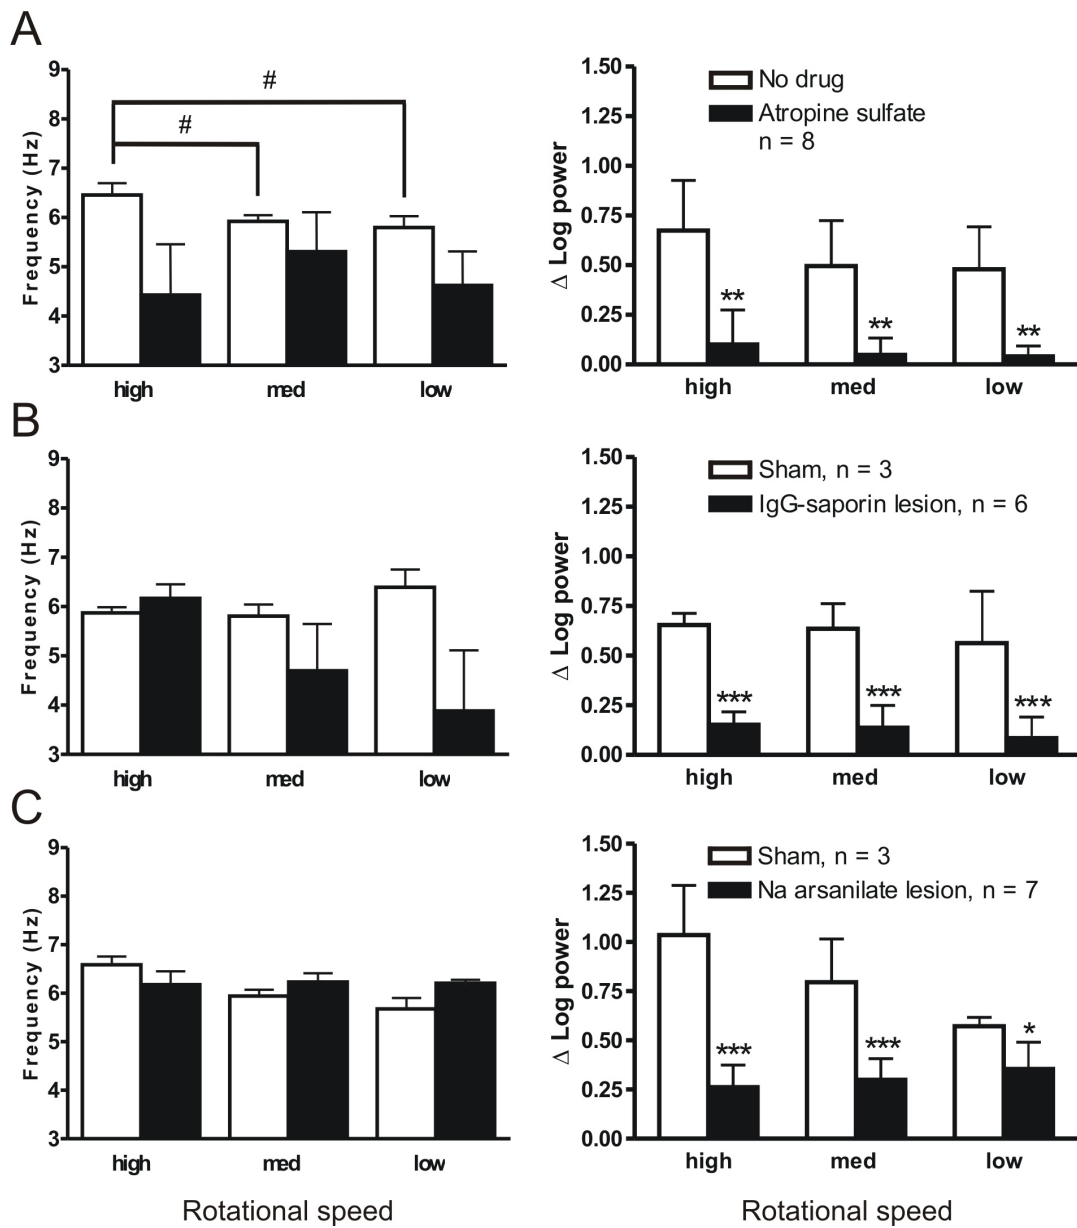 A
9
8
7
6
5
4
3
Frequency (Hz)
#
#
high med low
1.50
1.25
1.00
0.75
0.50
0.25
0.00
Δ Log power
No drug
Atropine sulfate
n = 8
** ** **
high med low
B
9
8
7
6
5
4
3
Frequency (Hz)
high med low
1.50
1.25
1.00
0.75
0.50
0.25
0.00
Δ Log power
Sham, n = 3
IgG-saporin lesion, n = 6
*** *** ***
high med low
C
9
8
7
6
5
4
3
Frequency (Hz)
high med low
Rotational speed
1.50
1.25
1.00
0.75
0.50
0.25
0.00
Δ Log power
Sham, n = 3
Na arsanilate lesion, n = 7
*** *** *
high med low
Rotational speed